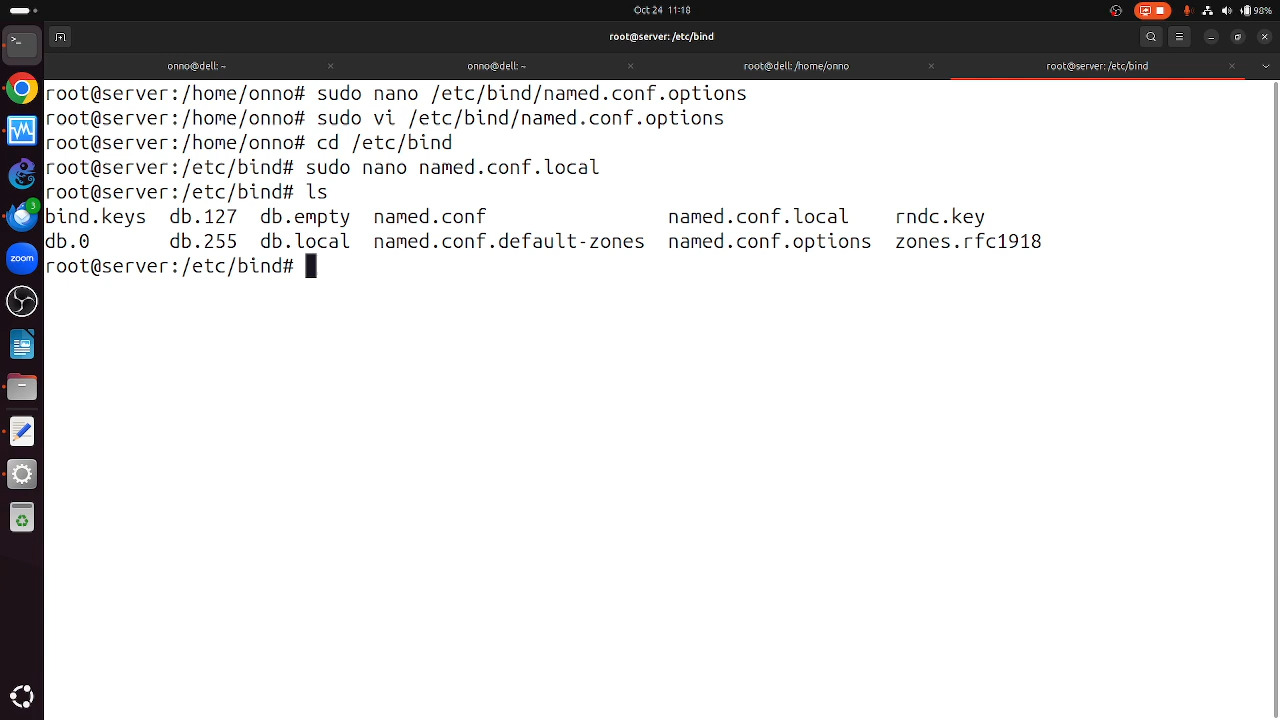 Oct 24 11:18
98%
root@server: /etc/bind
onno@dell: ~
onno@dell: ~
root@dell: /home/onno
root@server: /etc/bind
root@server:/home/onno# sudo nano /etc/bind/named.conf.options
root@server:/home/onno# sudo vi /etc/bind/named.conf.options
root@server:/home/onno# cd /etc/bind
root@server:/etc/bind# sudo nano named.conf.local
root@server:/etc/bind# ls
bind.keys db.127 db.empty named.conf named.conf.local rndc.key
db.0 db.255 db.local named.conf.default-zones named.conf.options zones.rfc1918
root@server:/etc/bind#
3
zoom